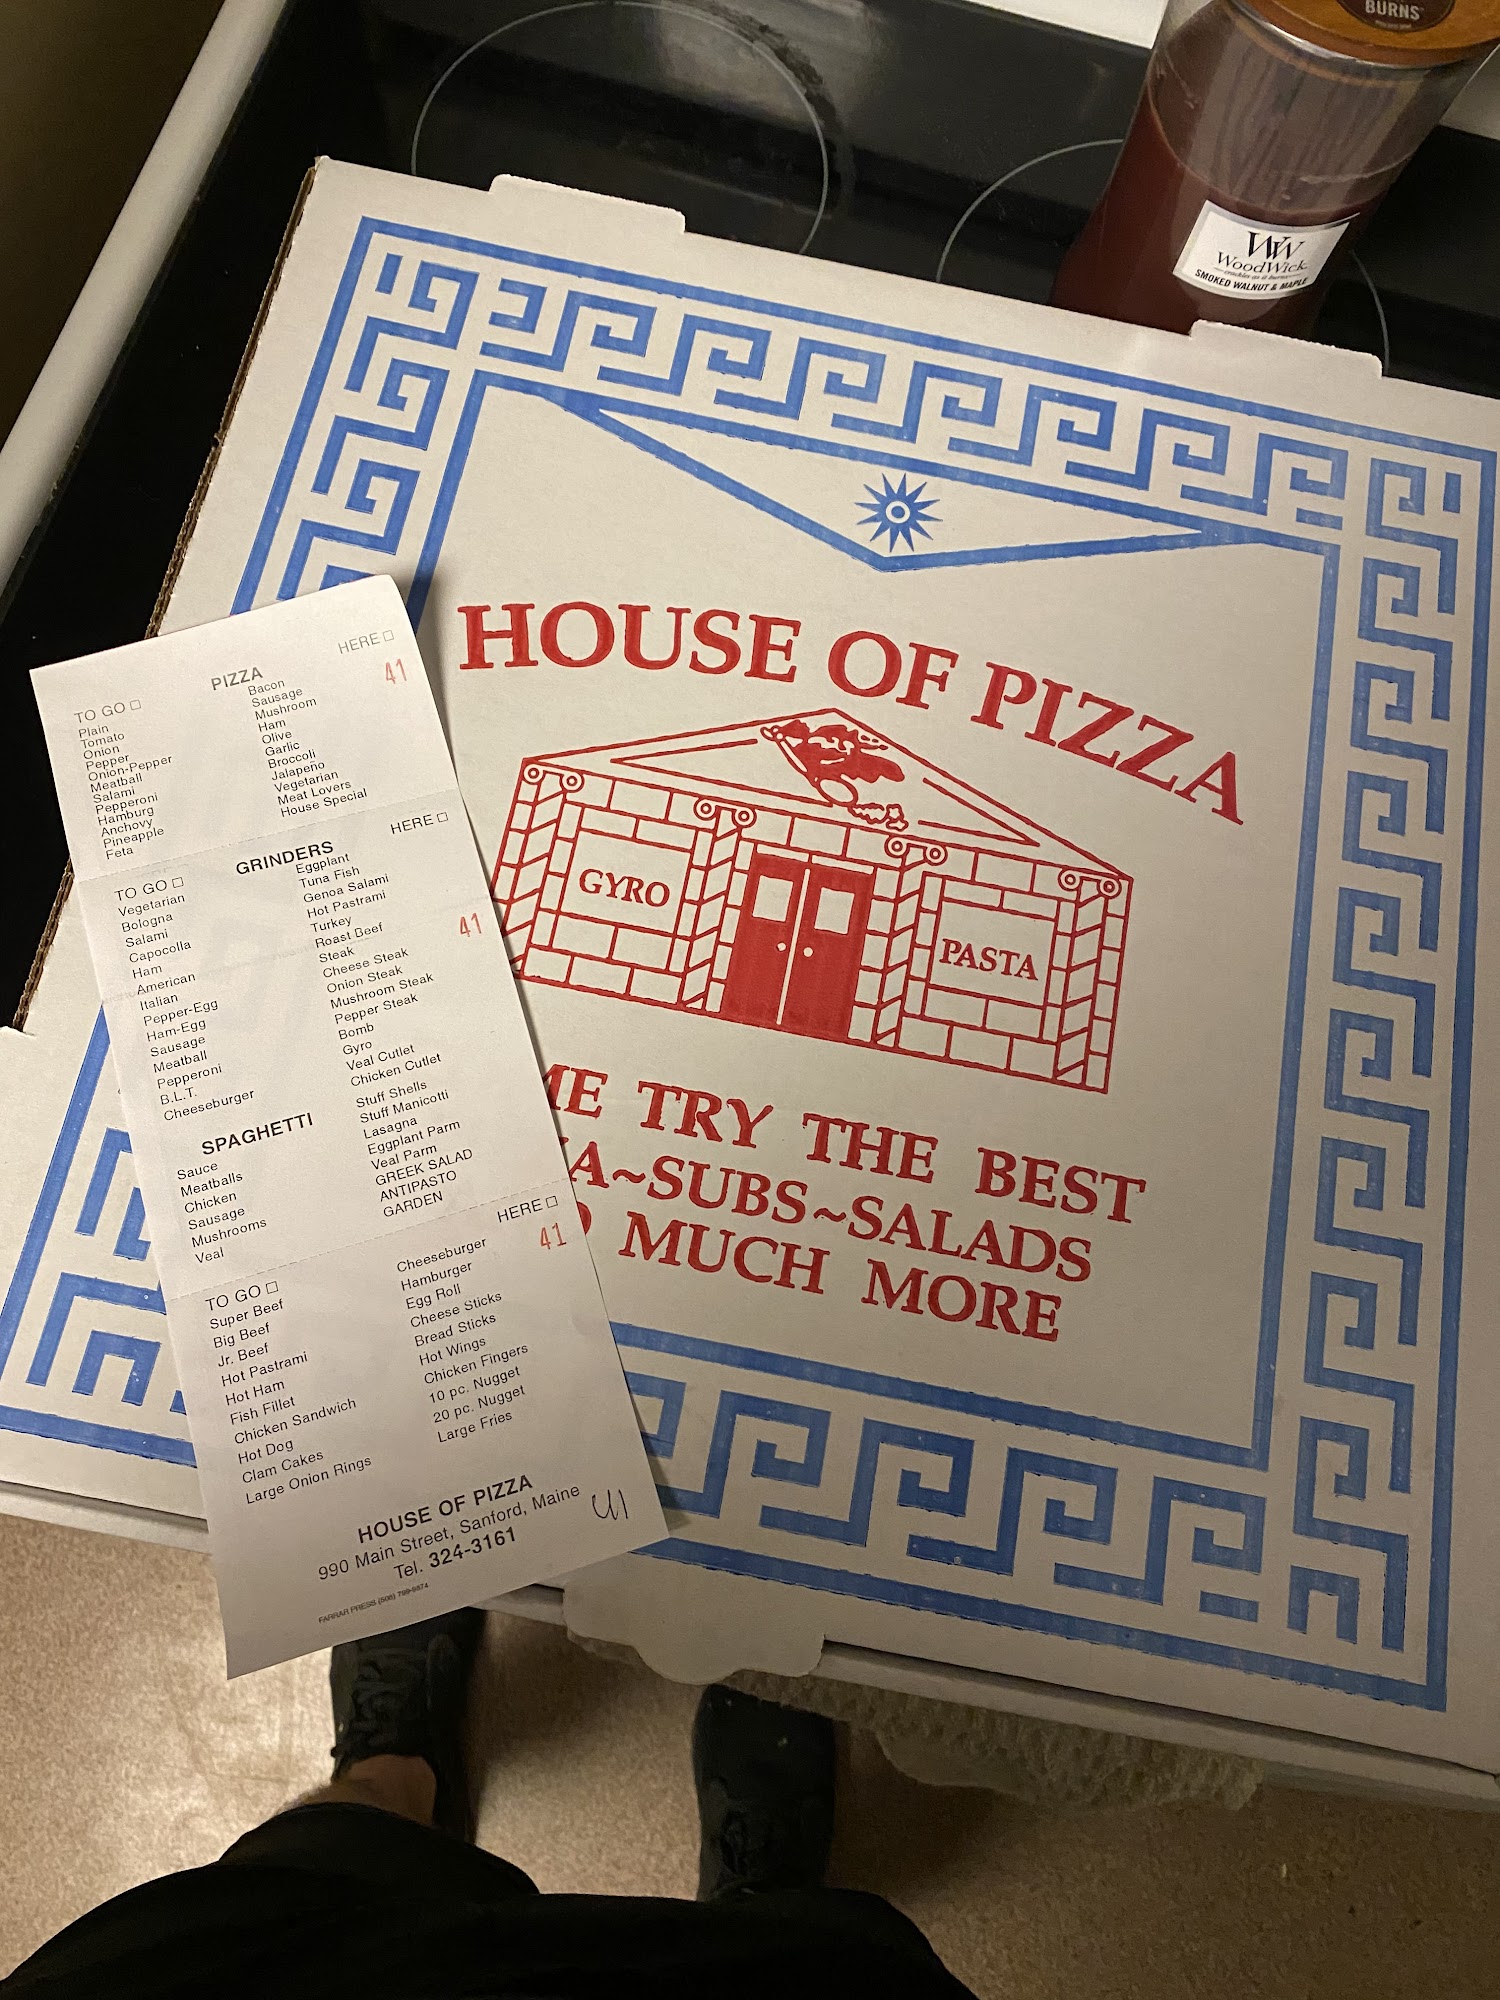 BURNS
WW
WoodWick
SMOKED WALNUT & MAPLE
HOUSE OF PIZZA
GYRO
PASTA
ME TRY THE BEST
A~SUBS~SALADS
MUCH MORE
HERE
PIZZA
41
TO GO
Plain
Tomato
Onion
Pepper
Onion-Pepper
Meatball
Salami
Pepperoni
Hamburg
Anchovy
Pineapple
Feta
Bacon
Sausage
Mushroom
Ham
Olive
Garlic
Broccoli
Jalapeño
Vegetarian
Meat Lovers
House Special
HERE
GRINDERS
41
TO GO
Vegetarian
Bologna
Salami
Capocolla
Ham
American
Italian
Pepper-Egg
Ham-Egg
Sausage
Meatball
Pepperoni
B.L.T.
Cheeseburger
Eggplant
Tuna Fish
Genoa Salami
Hot Pastrami
Turkey
Roast Beef
Steak
Cheese Steak
Onion Steak
Mushroom Steak
Pepper Steak
Bomb
Gyro
Veal Cutlet
Chicken Cutlet
SPAGHETTI
Sauce
Meatballs
Chicken
Sausage
Mushrooms
Veal
Stuff Shells
Stuff Manicotti
Lasagna
Eggplant Parm
Veal Parm
GREEK SALAD
ANTIPASTO
GARDEN
HERE
41
TO GO
Super Beef
Big Beef
Jr. Beef
Hot Pastrami
Hot Ham
Fish Fillet
Chicken Sandwich
Hot Dog
Clam Cakes
Large Onion Rings
Cheeseburger
Hamburger
Egg Roll
Cheese Sticks
Bread Sticks
Hot Wings
Chicken Fingers
10 pc. Nugget
20 pc. Nugget
Large Fries
HOUSE OF PIZZA
990 Main Street, Sanford, Maine
Tel. 324-3161
41
FARRAR PRESS